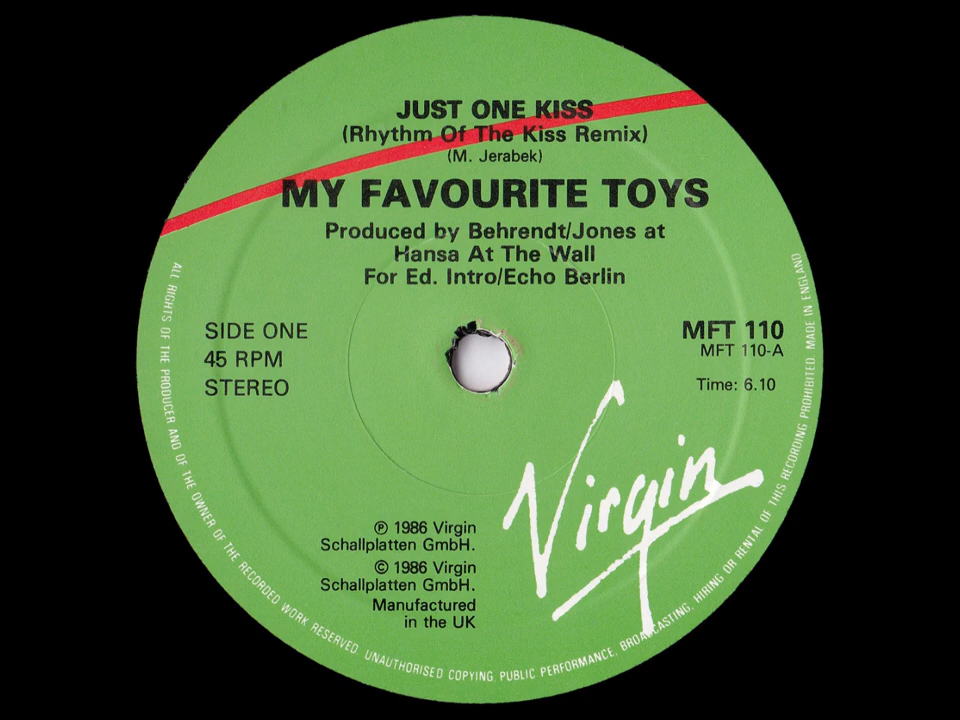 JUST ONE KISS
(Rhythm Of The Kiss Remix)
(M. Jerabek)
MY FAVOURITE TOYS
Produced by Behrendt/Jones at
Hansa At The Wall
For Ed. Intro/Echo Berlin
SIDE ONE
45 RPM
STEREO
MFT 110
MFT 110-A
Time: 6.10
Virgin
℗ 1986 Virgin
Schallplatten GmbH.
© 1986 Virgin
Schallplatten GmbH.
Manufactured
in the UK
ALL RIGHTS OF THE PRODUCER AND OF THE OWNER OF THE RECORDED WORK RESERVED. UNAUTHORISED COPYING, PUBLIC PERFORMANCE, BROADCASTING, HIRING OR RENTAL OF THIS RECORDING PROHIBITED. MADE IN ENGLAND